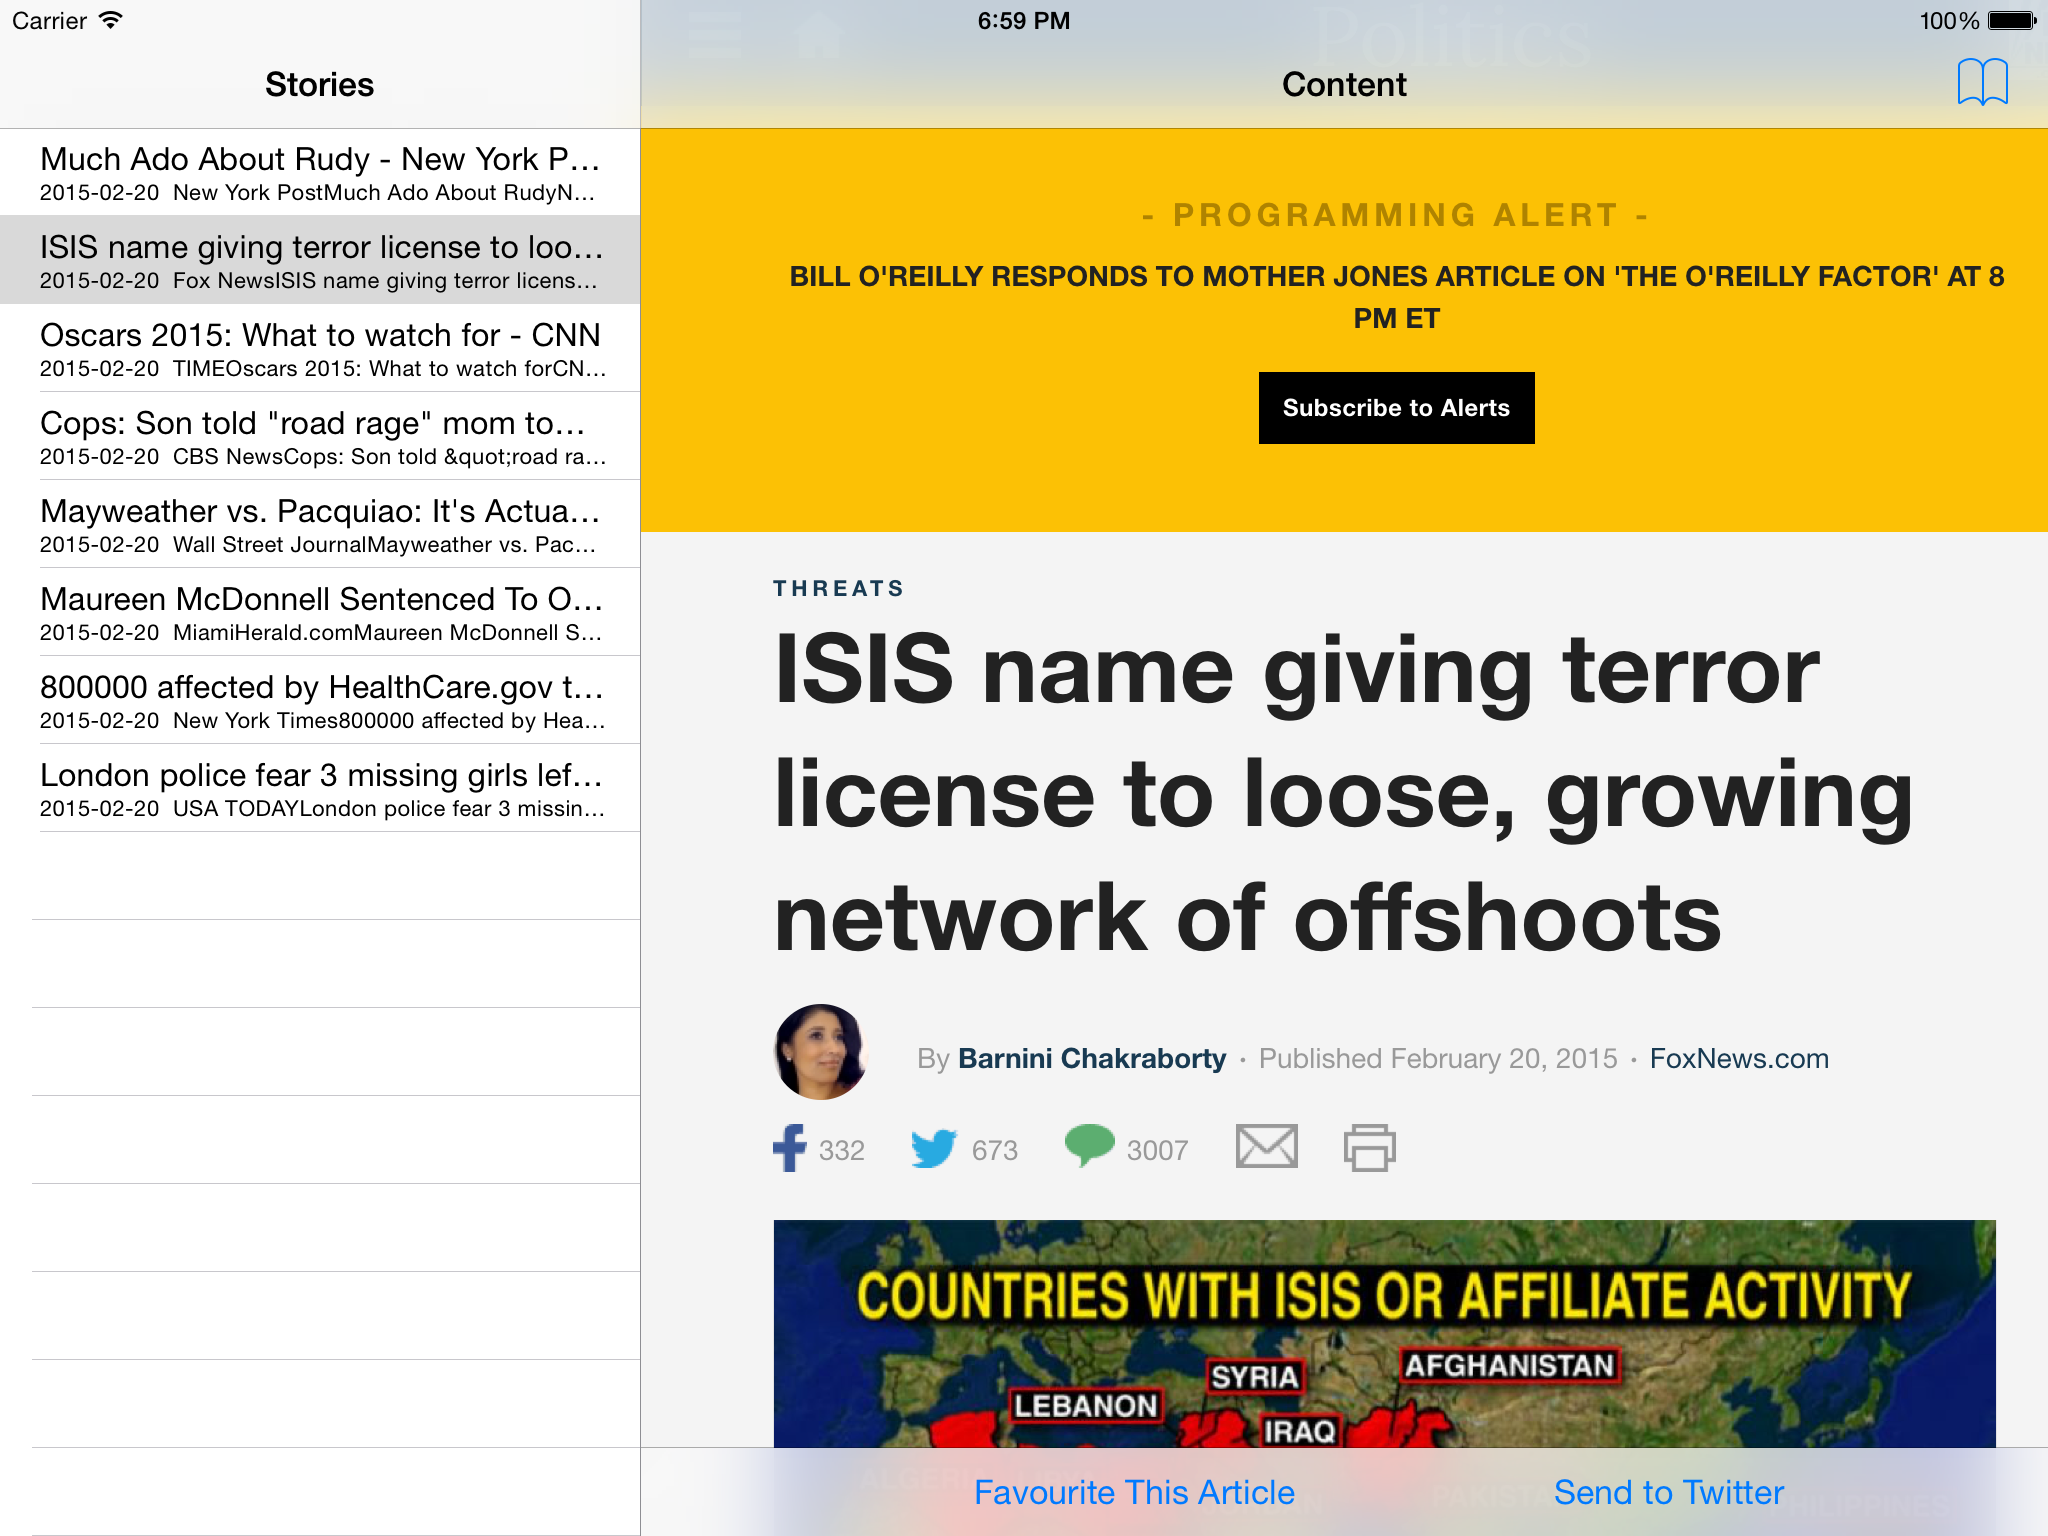 Carrier
6:59 PM
100%
Stories
Much Ado About Rudy - New York P...
2015-02-20 New York PostMuch Ado About RudyN...
ISIS name giving terror license to loo...
2015-02-20 Fox NewsISIS name giving terror licens...
Oscars 2015: What to watch for - CNN
2015-02-20 TIMEOscars 2015: What to watch forCN...
Cops: Son told "road rage" mom to...
2015-02-20 CBS NewsCops: Son told &quot;road ra...
Mayweather vs. Pacquiao: It's Actua...
2015-02-20 Wall Street JournalMayweather vs. Pac...
Maureen McDonnell Sentenced To O...
2015-02-20 MiamiHerald.comMaureen McDonnell S...
800000 affected by HealthCare.gov t...
2015-02-20 New York Times800000 affected by Hea...
London police fear 3 missing girls lef...
2015-02-20 USA TODAYLondon police fear 3 missin...
Politics
Content
- PROGRAMMING ALERT -
BILL O'REILLY RESPONDS TO MOTHER JONES ARTICLE ON 'THE O'REILLY FACTOR' AT 8
PM ET
Subscribe to Alerts
THREATS
ISIS name giving terror
license to loose, growing
network of offshoots
By Barnini Chakraborty · Published February 20, 2015 · FoxNews.com
332
673
3007
COUNTRIES WITH ISIS OR AFFILIATE ACTIVITY
SYRIA
AFGHANISTAN
LEBANON
IRAQ
PHILIPPINES
Favourite This Article
Send to Twitter